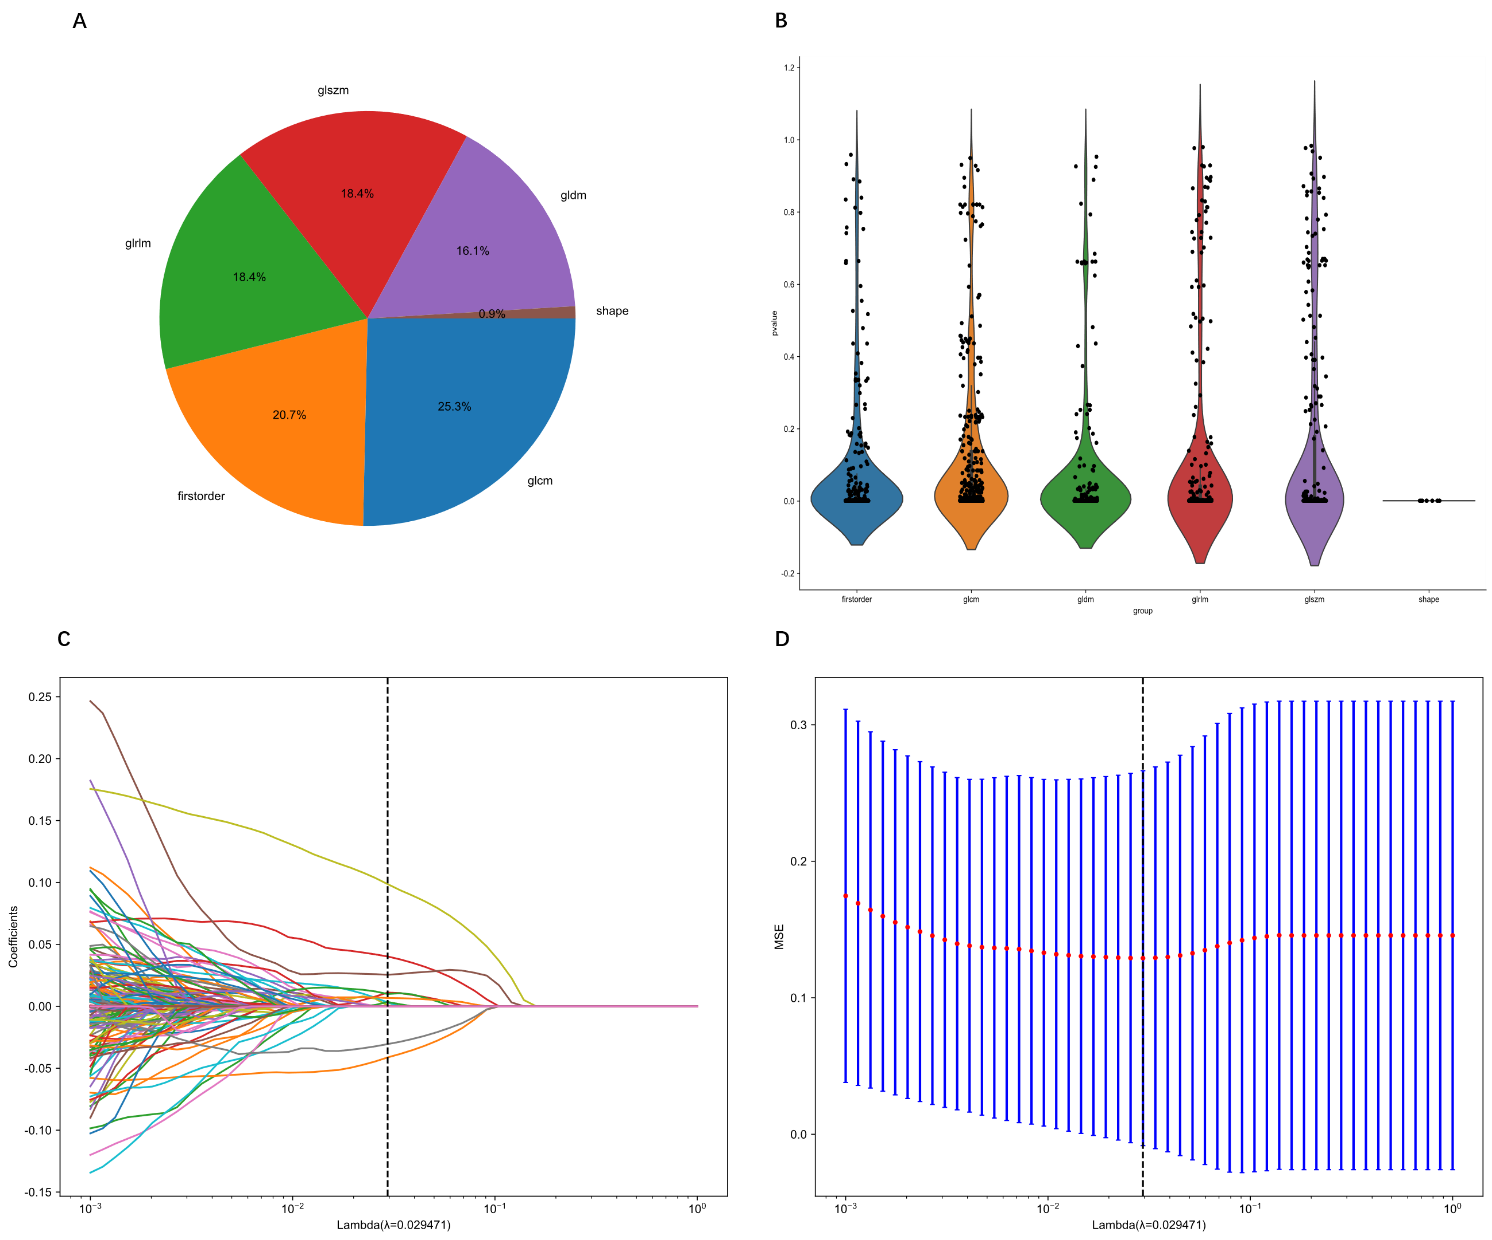 A
glszm
gldm
glrlm
shape
firstorder
glcm
18.4%
16.1%
18.4%
0.9%
20.7%
25.3%
B
1.2
1.0
0.8
0.6
0.4
0.2
0.0
-0.2
pvalue
firstorder glcm gldm glrlm glszm shape
group
C
0.25
0.20
0.15
0.10
0.05
0.00
-0.05
-0.10
-0.15
Coefficients
10⁻³ 10⁻² 10⁻¹ 10⁰
Lambda(λ=0.029471)
D
0.3
0.2
0.1
0.0
MSE
10⁻³ 10⁻² 10⁻¹ 10⁰
Lambda(λ=0.029471)